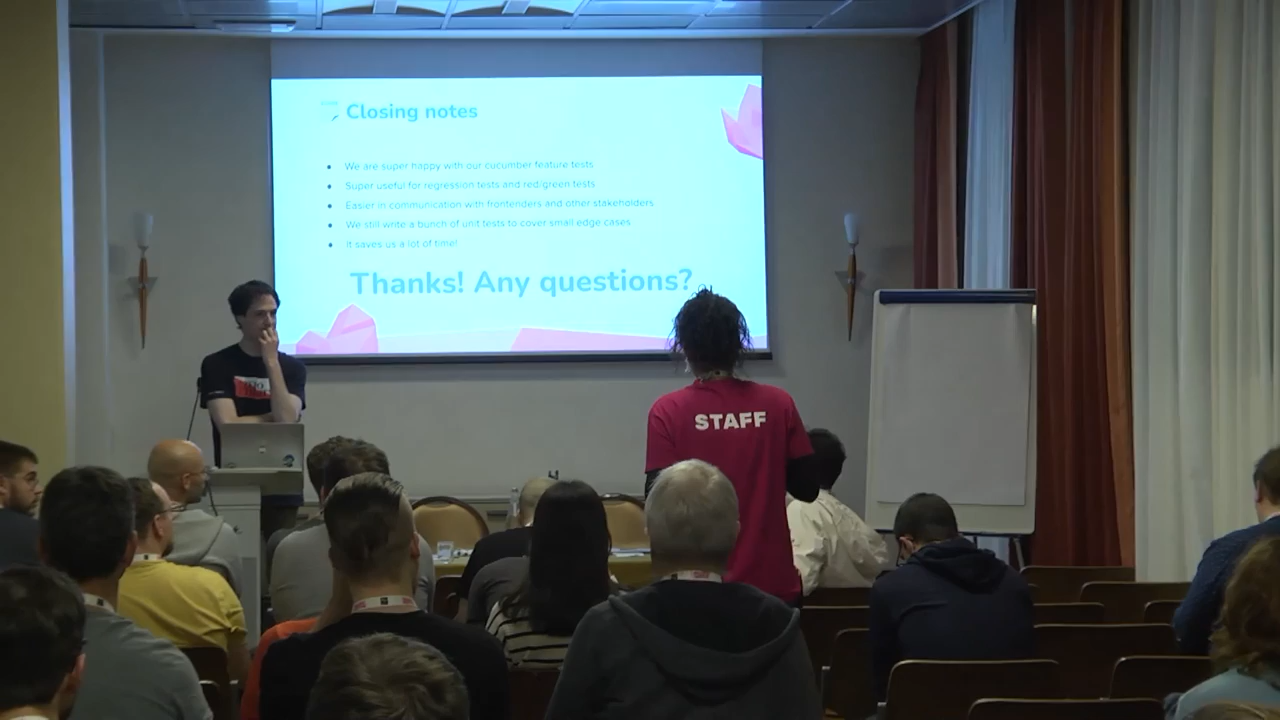 Closing notes
We are super happy with our cucumber feature tests
Super useful for regression tests and red/green tests
Easier in communication with frontenders and other stakeholders
We still write a bunch of unit tests to cover small edge cases
It saves us a lot of time!
Thanks! Any questions?
STAFF